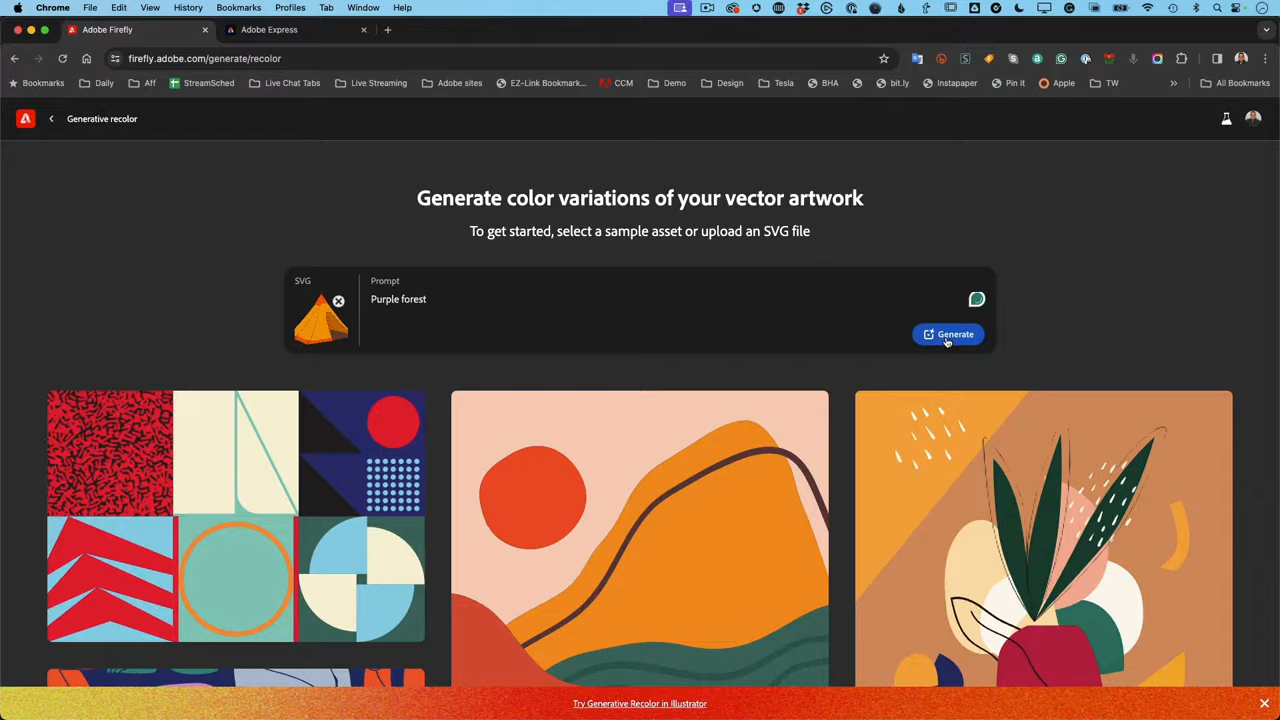 Chrome File Edit View History Bookmarks Profiles Tab Window Help
Adobe Firefly
Adobe Express
firefly.adobe.com/generate/recolor
Bookmarks Daily Aff StreamSched Live Chat Tabs Live Streaming Adobe sites EZ-Link Bookmark... CCM Demo Design Tesla BHA bit.ly Instapaper Pin It Apple TW » All Bookmarks
Generative recolor
Generate color variations of your vector artwork
To get started, select a sample asset or upload an SVG file
SVG
Prompt
Purple forest
Generate
Try Generative Recolor in Illustrator